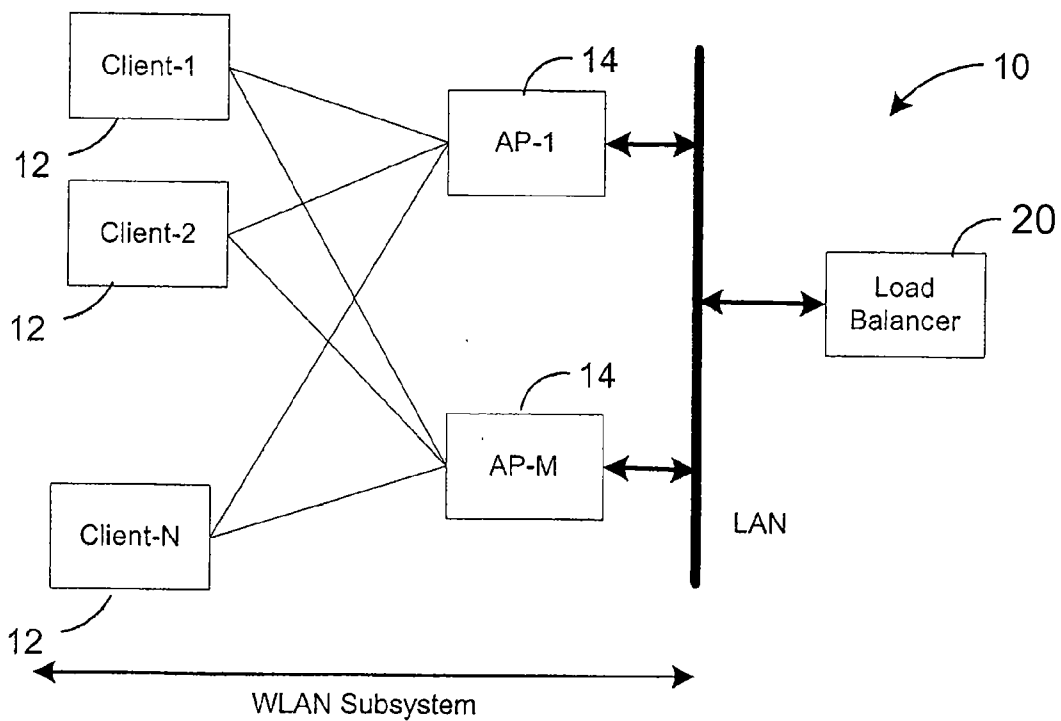 Client-1
14
10
12
AP-1
Client-2
20
12
Load
Balancer
14
AP-M
Client-N
LAN
12
WLAN Subsystem